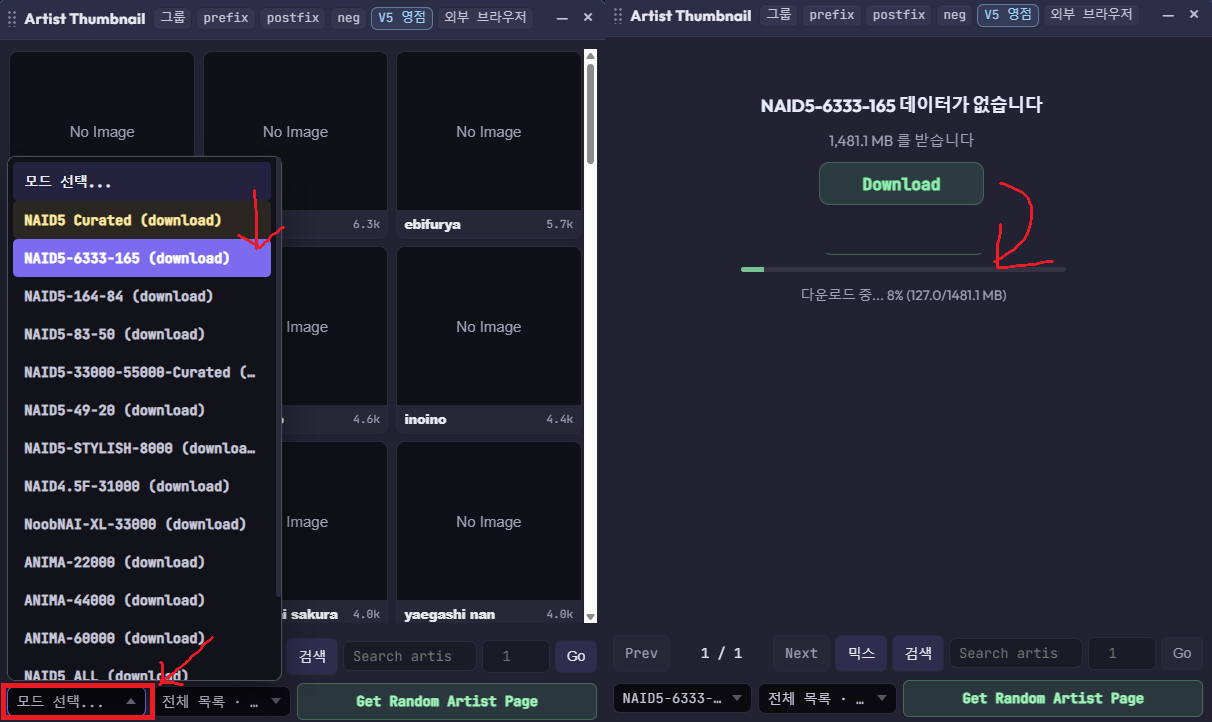 Artist Thumbnail 그룹 prefix postfix neg V5 영점 외부 브라우저
No Image No Image No Image
6.3k ebifurya 5.7k
모드 선택...
NAID5 Curated (download)
NAID5-6333-165 (download)
NAID5-164-84 (download)
NAID5-83-50 (download)
NAID5-33000-55000-Curated (…
NAID5-49-20 (download)
NAID5-STYLISH-8000 (downloa…
NAID4.5F-31000 (download)
NoobNAI-XL-33000 (download)
ANIMA-22000 (download)
ANIMA-44000 (download)
ANIMA-60000 (download)
NAID5 ALL (download)
Image No Image
4.6k inoino 4.4k
Image No Image
i sakura 4.0k yaegashi nan 4.0k
검색 Search artis 1 Go
모드 선택... 전체 목록 · … Get Random Artist Page
Artist Thumbnail 그룹 prefix postfix neg V5 영점 외부 브라우저
NAID5-6333-165 데이터가 없습니다
1,481.1 MB 를 받습니다
Download
다운로드 중... 8% (127.0/1481.1 MB)
Prev 1 / 1 Next 믹스 검색 Search artis 1 Go
NAID5-6333-… 전체 목록 · … Get Random Artist Page